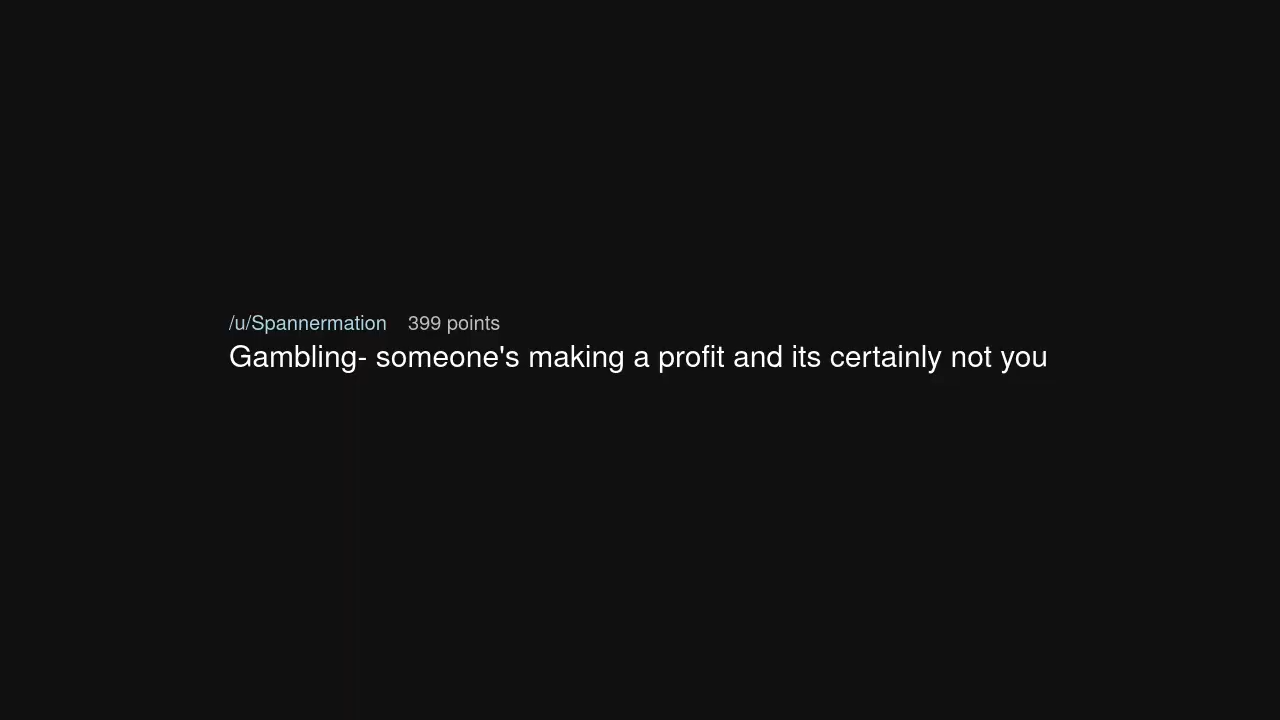 /u/Spannermation 399 points
Gambling- someone's making a profit and its certainly not you